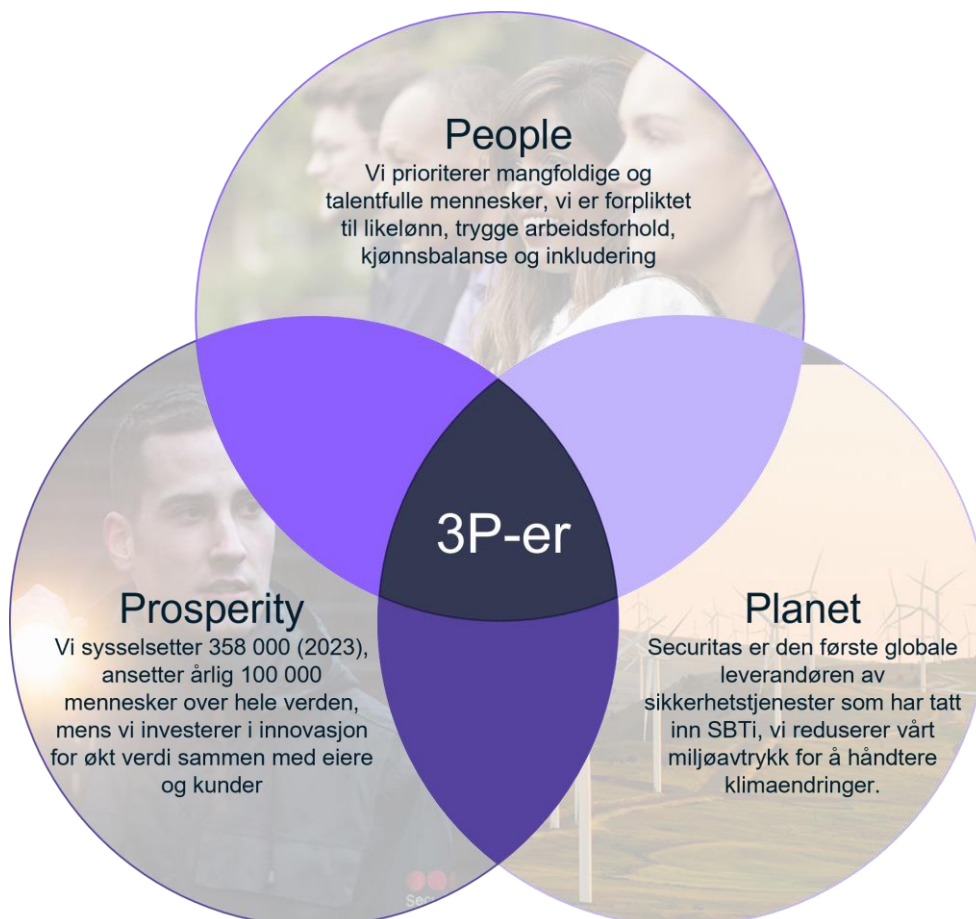 People
Vi prioriterer mangfoldige og
talentfulle mennesker, vi er forpliktet
til likelønn, trygge arbeidsforhold,
kjønnsbalanse og inkludering
3P-er
Prosperity
Vi sysselsetter 358 000 (2023),
ansetter årlig 100 000
mennesker over hele verden,
mens vi investerer i innovasjon
for økt verdi sammen med eiere
og kunder
Planet
Securitas er den første globale
leverandøren av
sikkerhetstjenester som har tatt
inn SBTi, vi reduserer vårt
miljøavtrykk for å håndtere
klimaendringer.